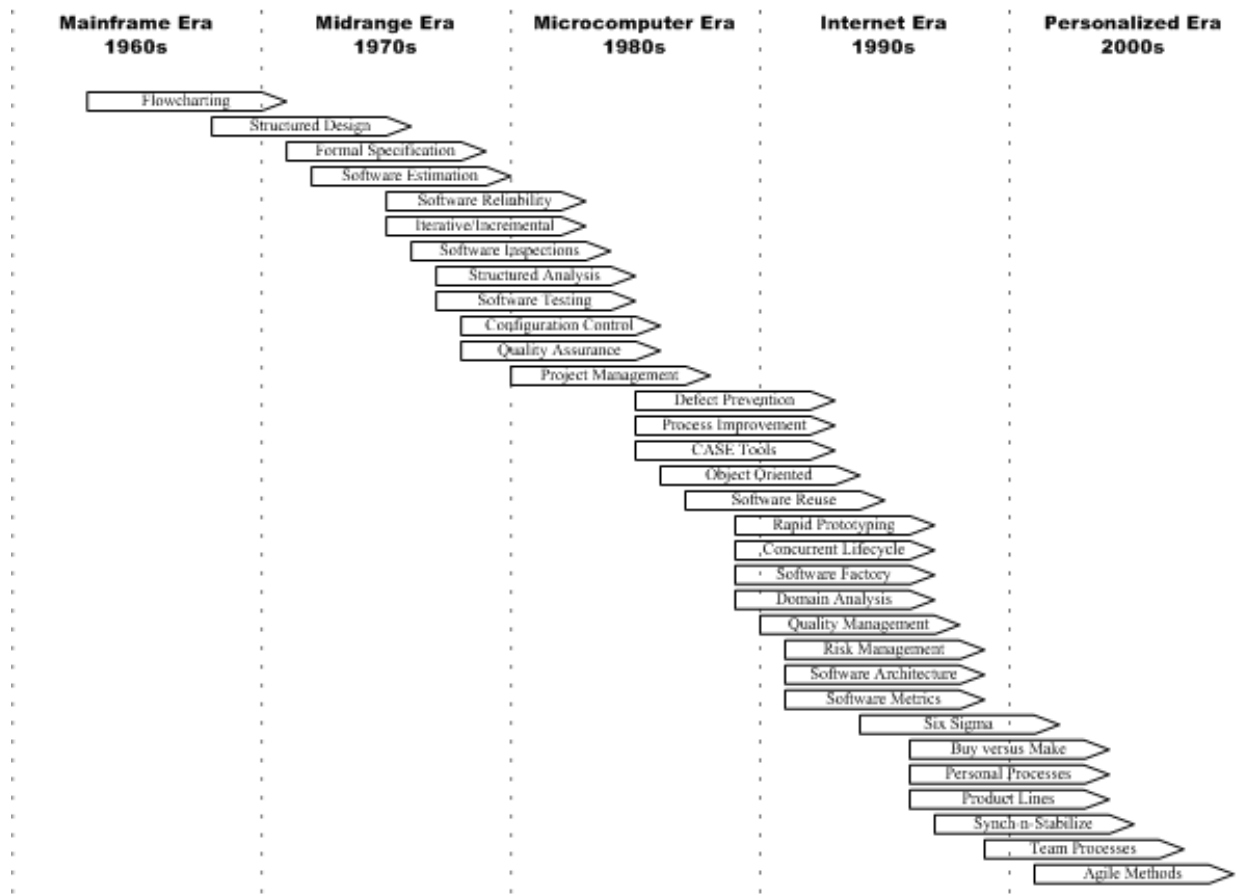 Mainframe Era Midrange Era Microcomputer Era Internet Era Personalized Era
1960s 1970s 1980s 1990s 2000s
Flowcharting
Structured Design
Formal Specification
Software Estimation
Software Reliability
Iterative/Incremental
Software Inspections
Structured Analysis
Software Testing
Configuration Control
Quality Assurance
Project Management
Defect Prevention
Process Improvement
CASE Tools
Object Oriented
Software Reuse
Rapid Prototyping
Concurrent Lifecycle
Software Factory
Domain Analysis
Quality Management
Risk Management
Software Architecture
Software Metrics
Six Sigma
Buy versus Make
Personal Processes
Product Lines
Synch-n-Stabilize
Team Processes
Agile Methods